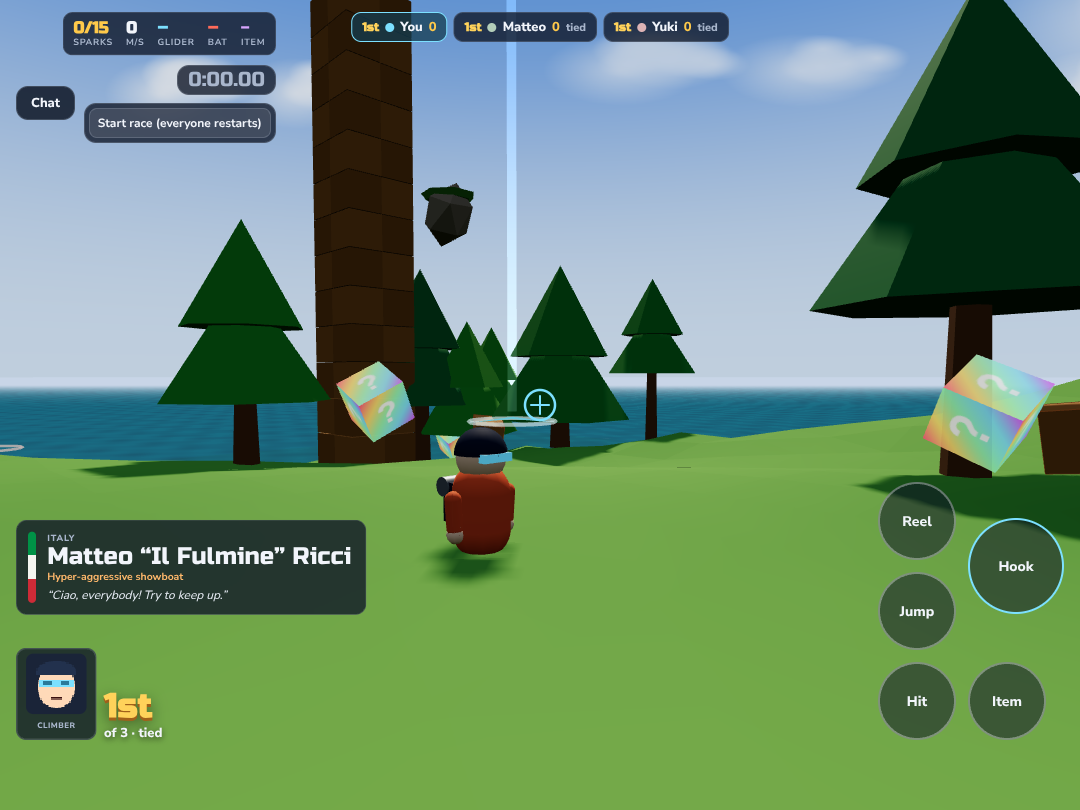 0/15
SPARKS
0
M/S
–
GLIDER
–
BAT
–
ITEM
1st You 0
1st Matteo 0 tied
1st Yuki 0 tied
0:00.00
Chat
Start race (everyone restarts)
?
?
?
?
ITALY
Matteo “Il Fulmine” Ricci
Hyper-aggressive showboat
“Ciao, everybody! Try to keep up.”
Reel
Hook
Jump
Hit
Item
CLIMBER
1st
of 3 · tied